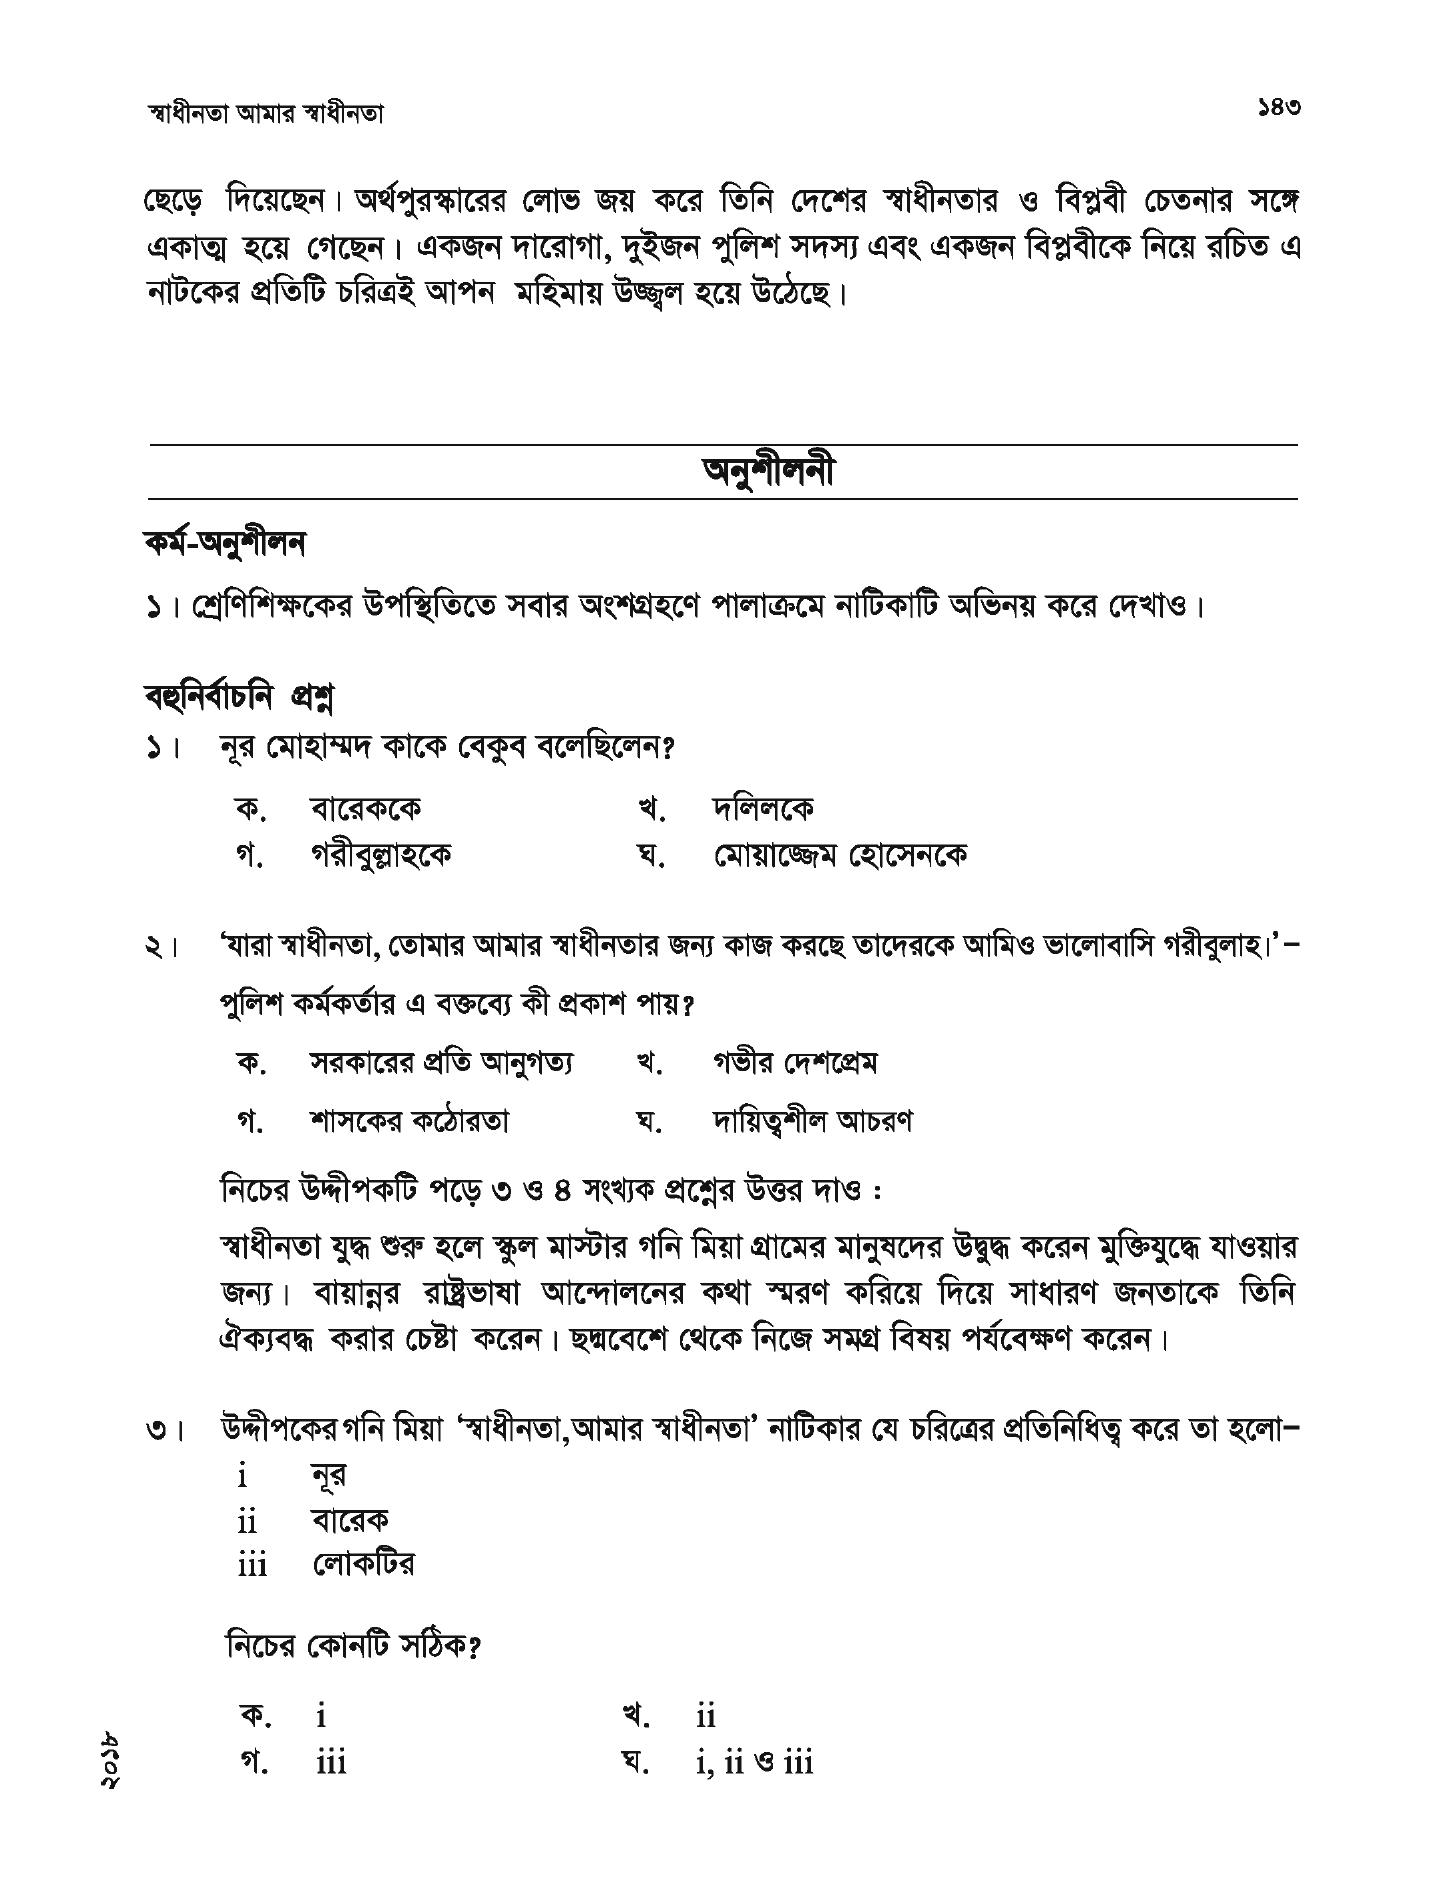 স্বাধীনতা আমার স্বাধীনতা ১৪৩
ছেড়ে দিয়েছেন। অর্থপুরস্কারের লোভ জয় করে তিনি দেশের স্বাধীনতার ও বিপ্লবী চেতনার সঙ্গে
একাত্ম হয়ে গেছেন। একজন দারোগা, দুইজন পুলিশ সদস্য এবং একজন বিপ্লবীকে নিয়ে রচিত এ
নাটকের প্রতিটি চরিত্রই আপন মহিমায় উজ্জ্বল হয়ে উঠেছে।
অনুশীলনী
কর্ম-অনুশীলন
১। শ্রেণিশিক্ষকের উপস্থিতিতে সবার অংশগ্রহণে পালাক্রমে নাটিকাটি অভিনয় করে দেখাও।
বহুনির্বাচনি প্রশ্ন
১। নূর মোহাম্মদ কাকে বেকুব বলেছিলেন?
ক. বারেককে খ. দলিলকে
গ. গরীবুল্লাহকে ঘ. মোয়াজ্জেম হোসেনকে
২। ‘যারা স্বাধীনতা, তোমার আমার স্বাধীনতার জন্য কাজ করছে তাদেরকে আমিও ভালোবাসি গরীবুলাহ।’–
পুলিশ কর্মকর্তার এ বক্তব্যে কী প্রকাশ পায়?
ক. সরকারের প্রতি আনুগত্য খ. গভীর দেশপ্রেম
গ. শাসকের কঠোরতা ঘ. দায়িত্বশীল আচরণ
নিচের উদ্দীপকটি পড়ে ৩ ও ৪ সংখ্যক প্রশ্নের উত্তর দাও :
স্বাধীনতা যুদ্ধ শুরু হলে স্কুল মাস্টার গনি মিয়া গ্রামের মানুষদের উদ্বুদ্ধ করেন মুক্তিযুদ্ধে যাওয়ার
জন্য। বায়ান্নর রাষ্ট্রভাষা আন্দোলনের কথা স্মরণ করিয়ে দিয়ে সাধারণ জনতাকে তিনি
ঐক্যবদ্ধ করার চেষ্টা করেন। ছদ্মবেশে থেকে নিজে সমগ্র বিষয় পর্যবেক্ষণ করেন।
৩। উদ্দীপকের গনি মিয়া ‘স্বাধীনতা,আমার স্বাধীনতা’ নাটিকার যে চরিত্রের প্রতিনিধিত্ব করে তা হলো–
i নূর
ii বারেক
iii লোকটির
নিচের কোনটি সঠিক?
ক. i খ. ii
গ. iii ঘ. i, ii ও iii
২০১৮